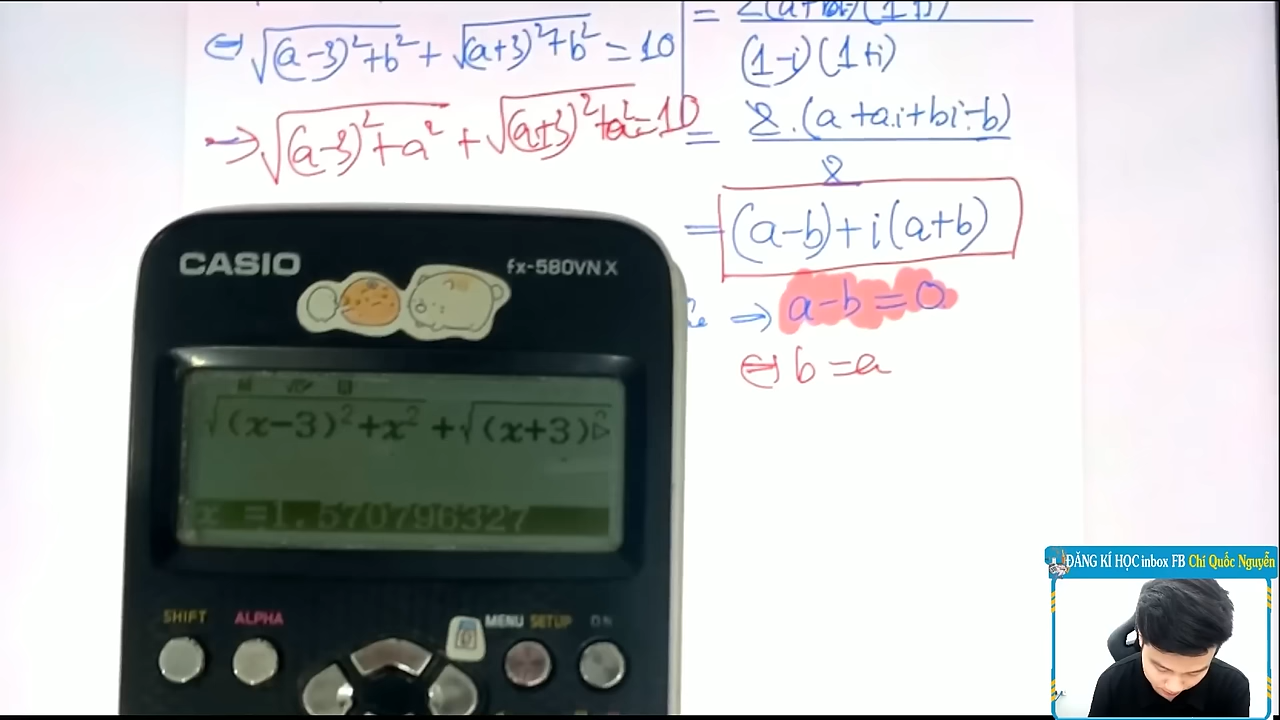 ⇔ √((a-3)²+b²) + √((a+3)²+b²) = 10
→ √((a-3)²+a²) + √((a+3)²+a²) = 10
=
(1-i)(1+i)
= 2.(a+ai+bi-b)
2
= (a-b)+i(a+b)
⇒ a-b=0
⇔ b=a
CASIO
fx-580VN X
√((x-3)²+x²)+√((x+3)²
x =1.570796327
SHIFT ALPHA MENU SETUP ON
ĐĂNG KÍ HỌC inbox FB Chí Quốc Nguyễn